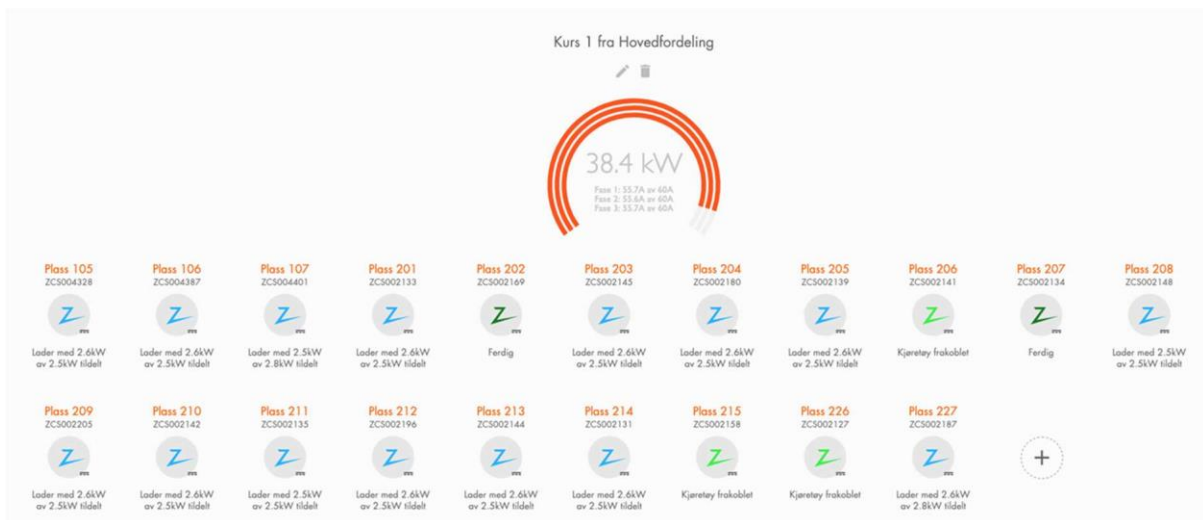 Kurs 1 fra Hovedfordeling
38.4 kW
Fase 1: 55.7A av 60A
Fase 2: 55.6A av 60A
Fase 3: 55.7A av 60A
Plass 105
ZCS004328
Lader med 2.6kW
av 2.5kW tildelt
Plass 106
ZCS004387
Lader med 2.6kW
av 2.5kW tildelt
Plass 107
ZCS004401
Lader med 2.5kW
av 2.8kW tildelt
Plass 201
ZCS002133
Lader med 2.6kW
av 2.5kW tildelt
Plass 202
ZCS002169
Ferdig
Plass 203
ZCS002145
Lader med 2.6kW
av 2.5kW tildelt
Plass 204
ZCS002180
Lader med 2.6kW
av 2.5kW tildelt
Plass 205
ZCS002139
Lader med 2.6kW
av 2.5kW tildelt
Plass 206
ZCS002141
Kjøretøy frakoblet
Plass 207
ZCS002134
Ferdig
Plass 208
ZCS002148
Lader med 2.5kW
av 2.5kW tildelt
Plass 209
ZCS002205
Lader med 2.6kW
av 2.5kW tildelt
Plass 210
ZCS002142
Lader med 2.6kW
av 2.5kW tildelt
Plass 211
ZCS002135
Lader med 2.5kW
av 2.5kW tildelt
Plass 212
ZCS002196
Lader med 2.6kW
av 2.5kW tildelt
Plass 213
ZCS002144
Lader med 2.6kW
av 2.5kW tildelt
Plass 214
ZCS002131
Lader med 2.6kW
av 2.5kW tildelt
Plass 215
ZCS002158
Kjøretøy frakoblet
Plass 226
ZCS002127
Kjøretøy frakoblet
Plass 227
ZCS002187
Lader med 2.6kW
av 2.8kW tildelt